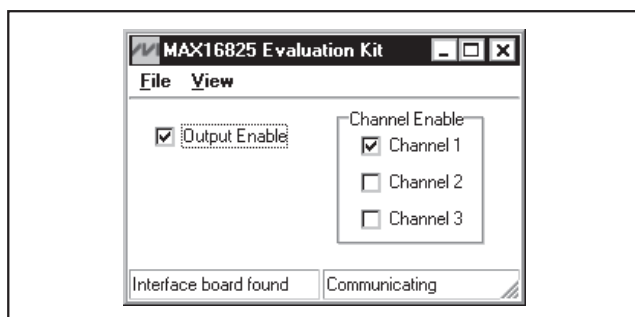 MAX16825 Evaluation Kit
File View
Output Enable
Channel Enable
Channel 1
Channel 2
Channel 3
Interface board found
Communicating